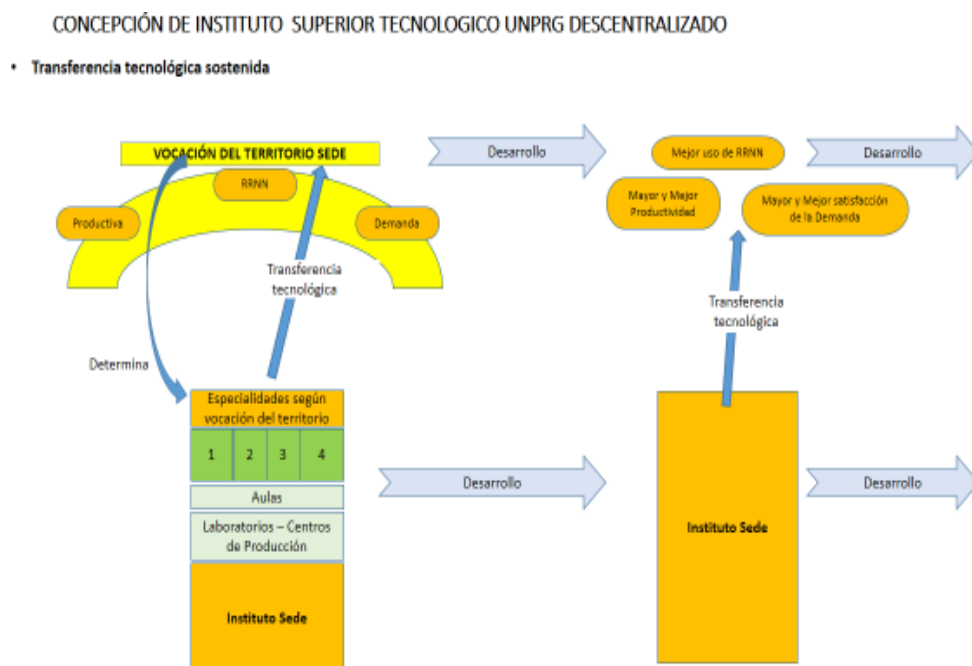 CONCEPCIÓN DE INSTITUTO SUPERIOR TECNOLOGICO UNPRG DESCENTRALIZADO
• Transferencia tecnológica sostenida
VOCACIÓN DEL TERRITORIO SEDE
RRNN
Productiva
Demanda
Transferencia
tecnológica
Determina
Especialidades según
vocación del territorio
1 2 3 4
Aulas
Laboratorios – Centros
de Producción
Instituto Sede
Desarrollo
Desarrollo
Mejor uso de RRNN
Mayor y Mejor
Productividad
Mayor y Mejor satisfacción
de la Demanda
Transferencia
tecnológica
Instituto Sede
Desarrollo
Desarrollo